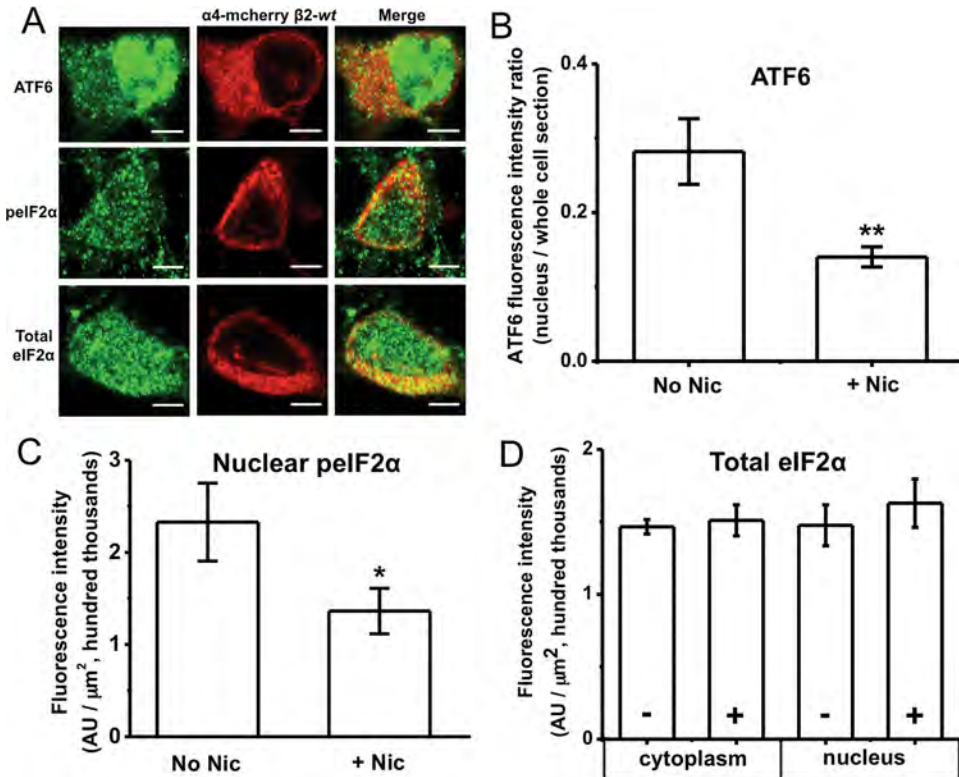 A
α4-mcherry β2-wt
Merge
ATF6
peIF2α
Total
eIF2α
B
ATF6
ATF6 fluorescence intensity ratio
(nucleus / whole cell section)
0.4
0.2
0.0
No Nic
+ Nic
**
C
Nuclear peIF2α
Fluorescence intensity
(AU / μm², hundred thousands)
3
2
1
0
No Nic
+ Nic
*
D
Total eIF2α
Fluorescence intensity
(AU / μm², hundred thousands)
2
1
0
- + - +
cytoplasm nucleus